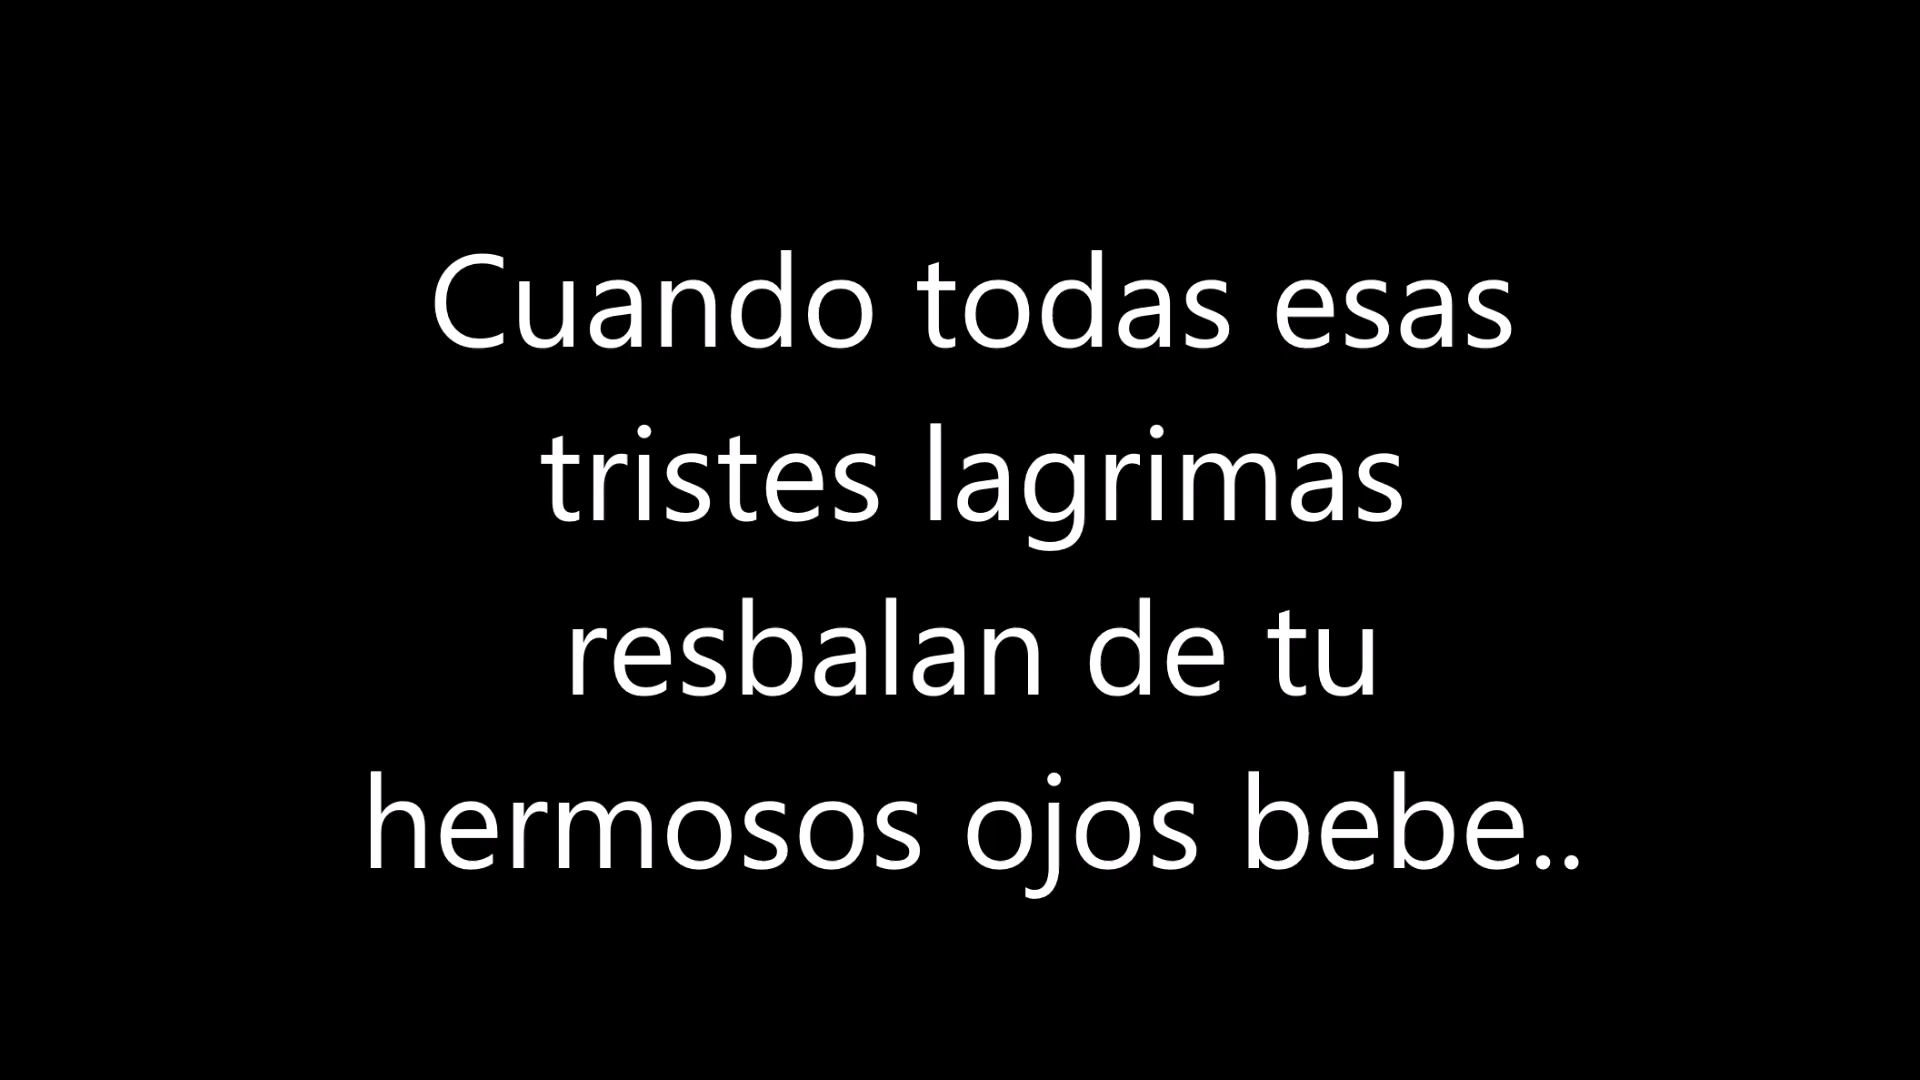 Cuando todas esas
tristes lagrimas
resbalan de tu
hermosos ojos bebe..